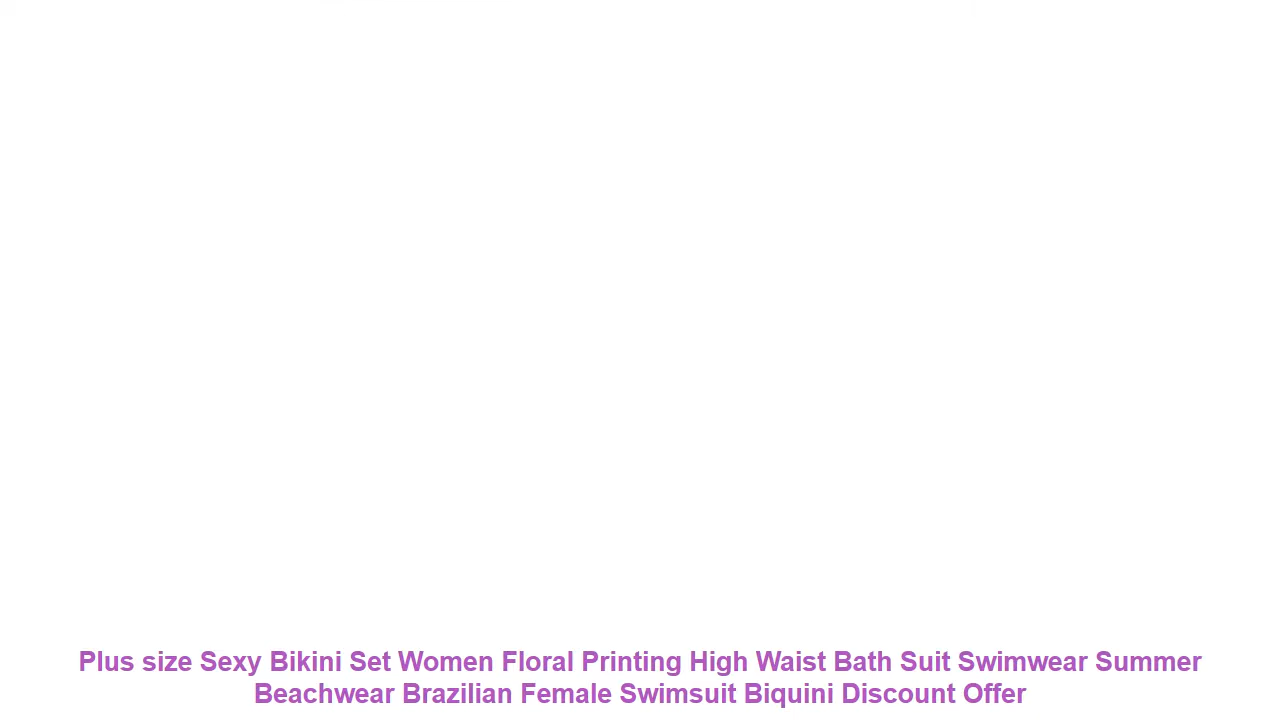 Plus size Sexy Bikini Set Women Floral Printing High Waist Bath Suit Swimwear Summer
Beachwear Brazilian Female Swimsuit Biquini Discount Offer